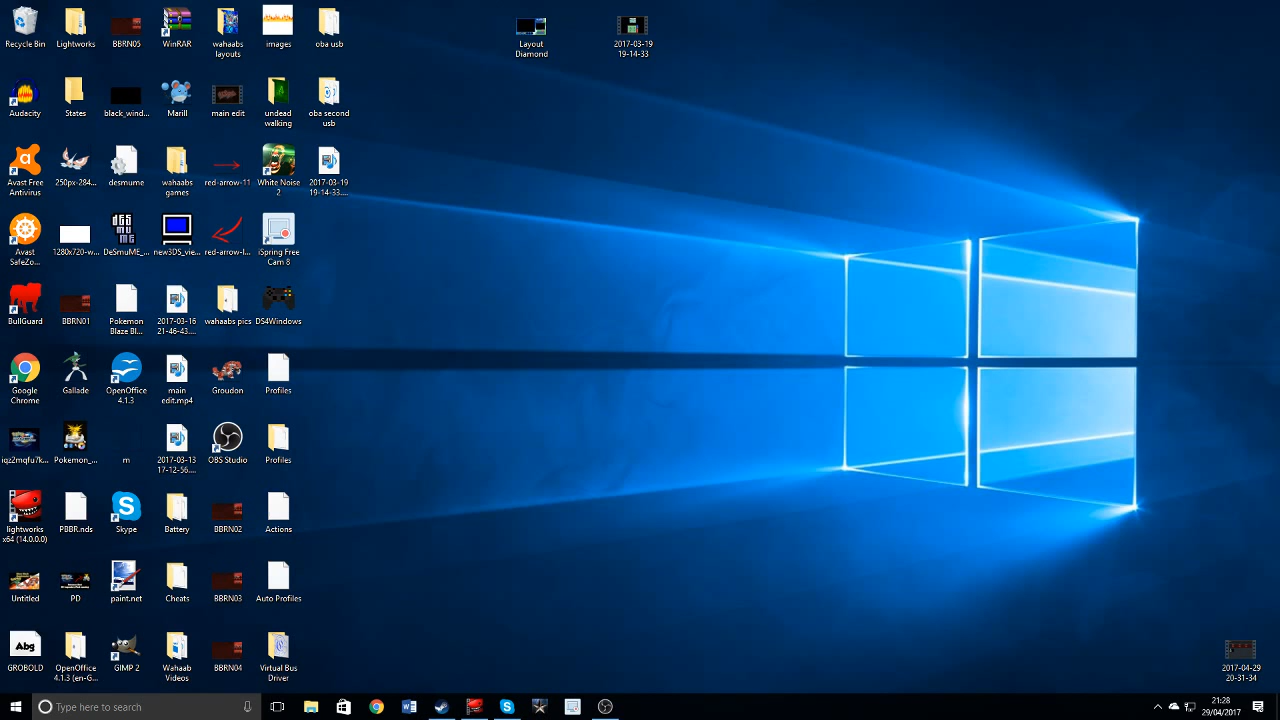 Recycle Bin
Lightworks
BBRN05
WinRAR
wahaabs
layouts
images
oba usb
Layout
Diamond
2017-03-19
19-14-33
Audacity
States
black_wind...
Marill
main edit
undead
walking
oba second
usb
Avast Free
Antivirus
250px-284...
desmume
wahaabs
games
red-arrow-11
White Noise
2
2017-03-19
19-14-33....
Avast
SafeZo...
1280x720-w...
DeSmuME_...
new3DS_vie...
red-arrow-l...
iSpring Free
Cam 8
BullGuard
BBRN01
Pokemon
Blaze Bl...
2017-03-16
21-46-43....
wahaabs pics
DS4Windows
Google
Chrome
Gallade
OpenOffice
4.1.3
main
edit.mp4
Groudon
Profiles
iqz2mqfu7k...
Pokemon_...
m
2017-03-13
17-12-56....
OBS Studio
Profiles
lightworks
x64 (14.0.0.0)
PBBR.nds
Skype
Battery
BBRN02
Actions
Untitled
PD
paint.net
Cheats
BBRN03
Auto Profiles
Abg
GROBOLD
OpenOffice
4.1.3 (en-G...
GIMP 2
Wahaab
Videos
BBRN04
Virtual Bus
Driver
2017-04-29
20-31-34
Type here to search
21:28
29/04/2017